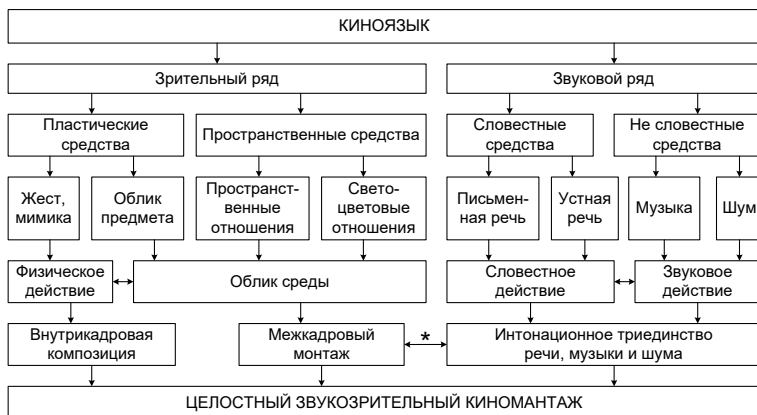 КИНОЯЗЫК
Зрительный ряд
Звуковой ряд
Пластические
средства
Пространственные средства
Словестные
средства
Не словестные
средства
Жест,
мимика
Облик
предмета
Пространст-
венные
отношения
Свето-
цветовые
отношения
Письмен-
ная речь
Устная
речь
Музыка
Шум
Физическое
действие
Облик среды
Словестное
действие
Звуковое
действие
Внутрикадровая
композиция
Межкадровый
монтаж
*
Интонационное триединство
речи, музыки и шума
ЦЕЛОСТНЫЙ ЗВУКОЗРИТЕЛЬНЫЙ КИНОМАНТАЖ